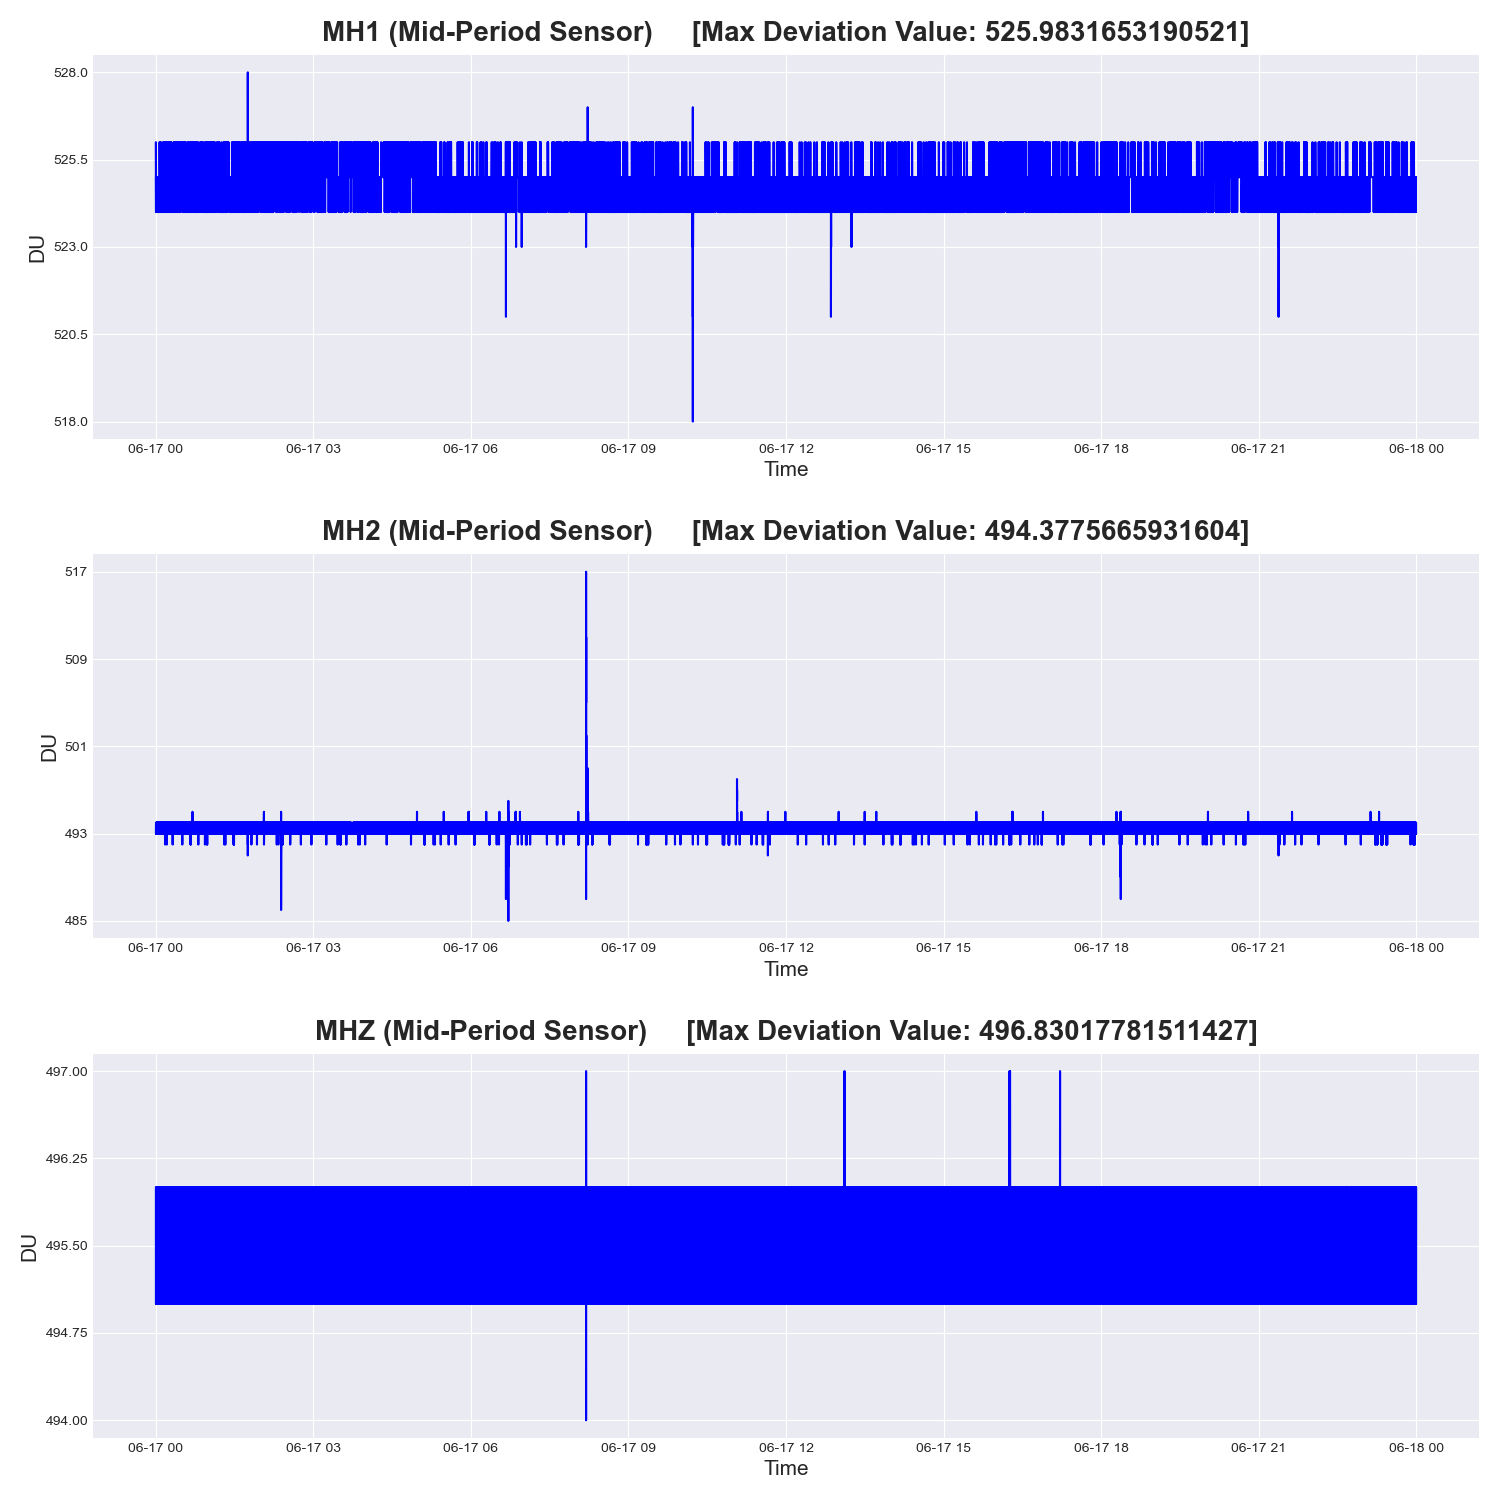 MH1 (Mid-Period Sensor) [Max Deviation Value: 525.9831653190521]
528.0
525.5
523.0
520.5
518.0
DU
06-17 00 06-17 03 06-17 06 06-17 09 06-17 12 06-17 15 06-17 18 06-17 21 06-18 00
Time
MH2 (Mid-Period Sensor) [Max Deviation Value: 494.3775665931604]
517
509
501
493
485
DU
06-17 00 06-17 03 06-17 06 06-17 09 06-17 12 06-17 15 06-17 18 06-17 21 06-18 00
Time
MHZ (Mid-Period Sensor) [Max Deviation Value: 496.83017781511427]
497.00
496.25
495.50
494.75
494.00
DU
06-17 00 06-17 03 06-17 06 06-17 09 06-17 12 06-17 15 06-17 18 06-17 21 06-18 00
Time